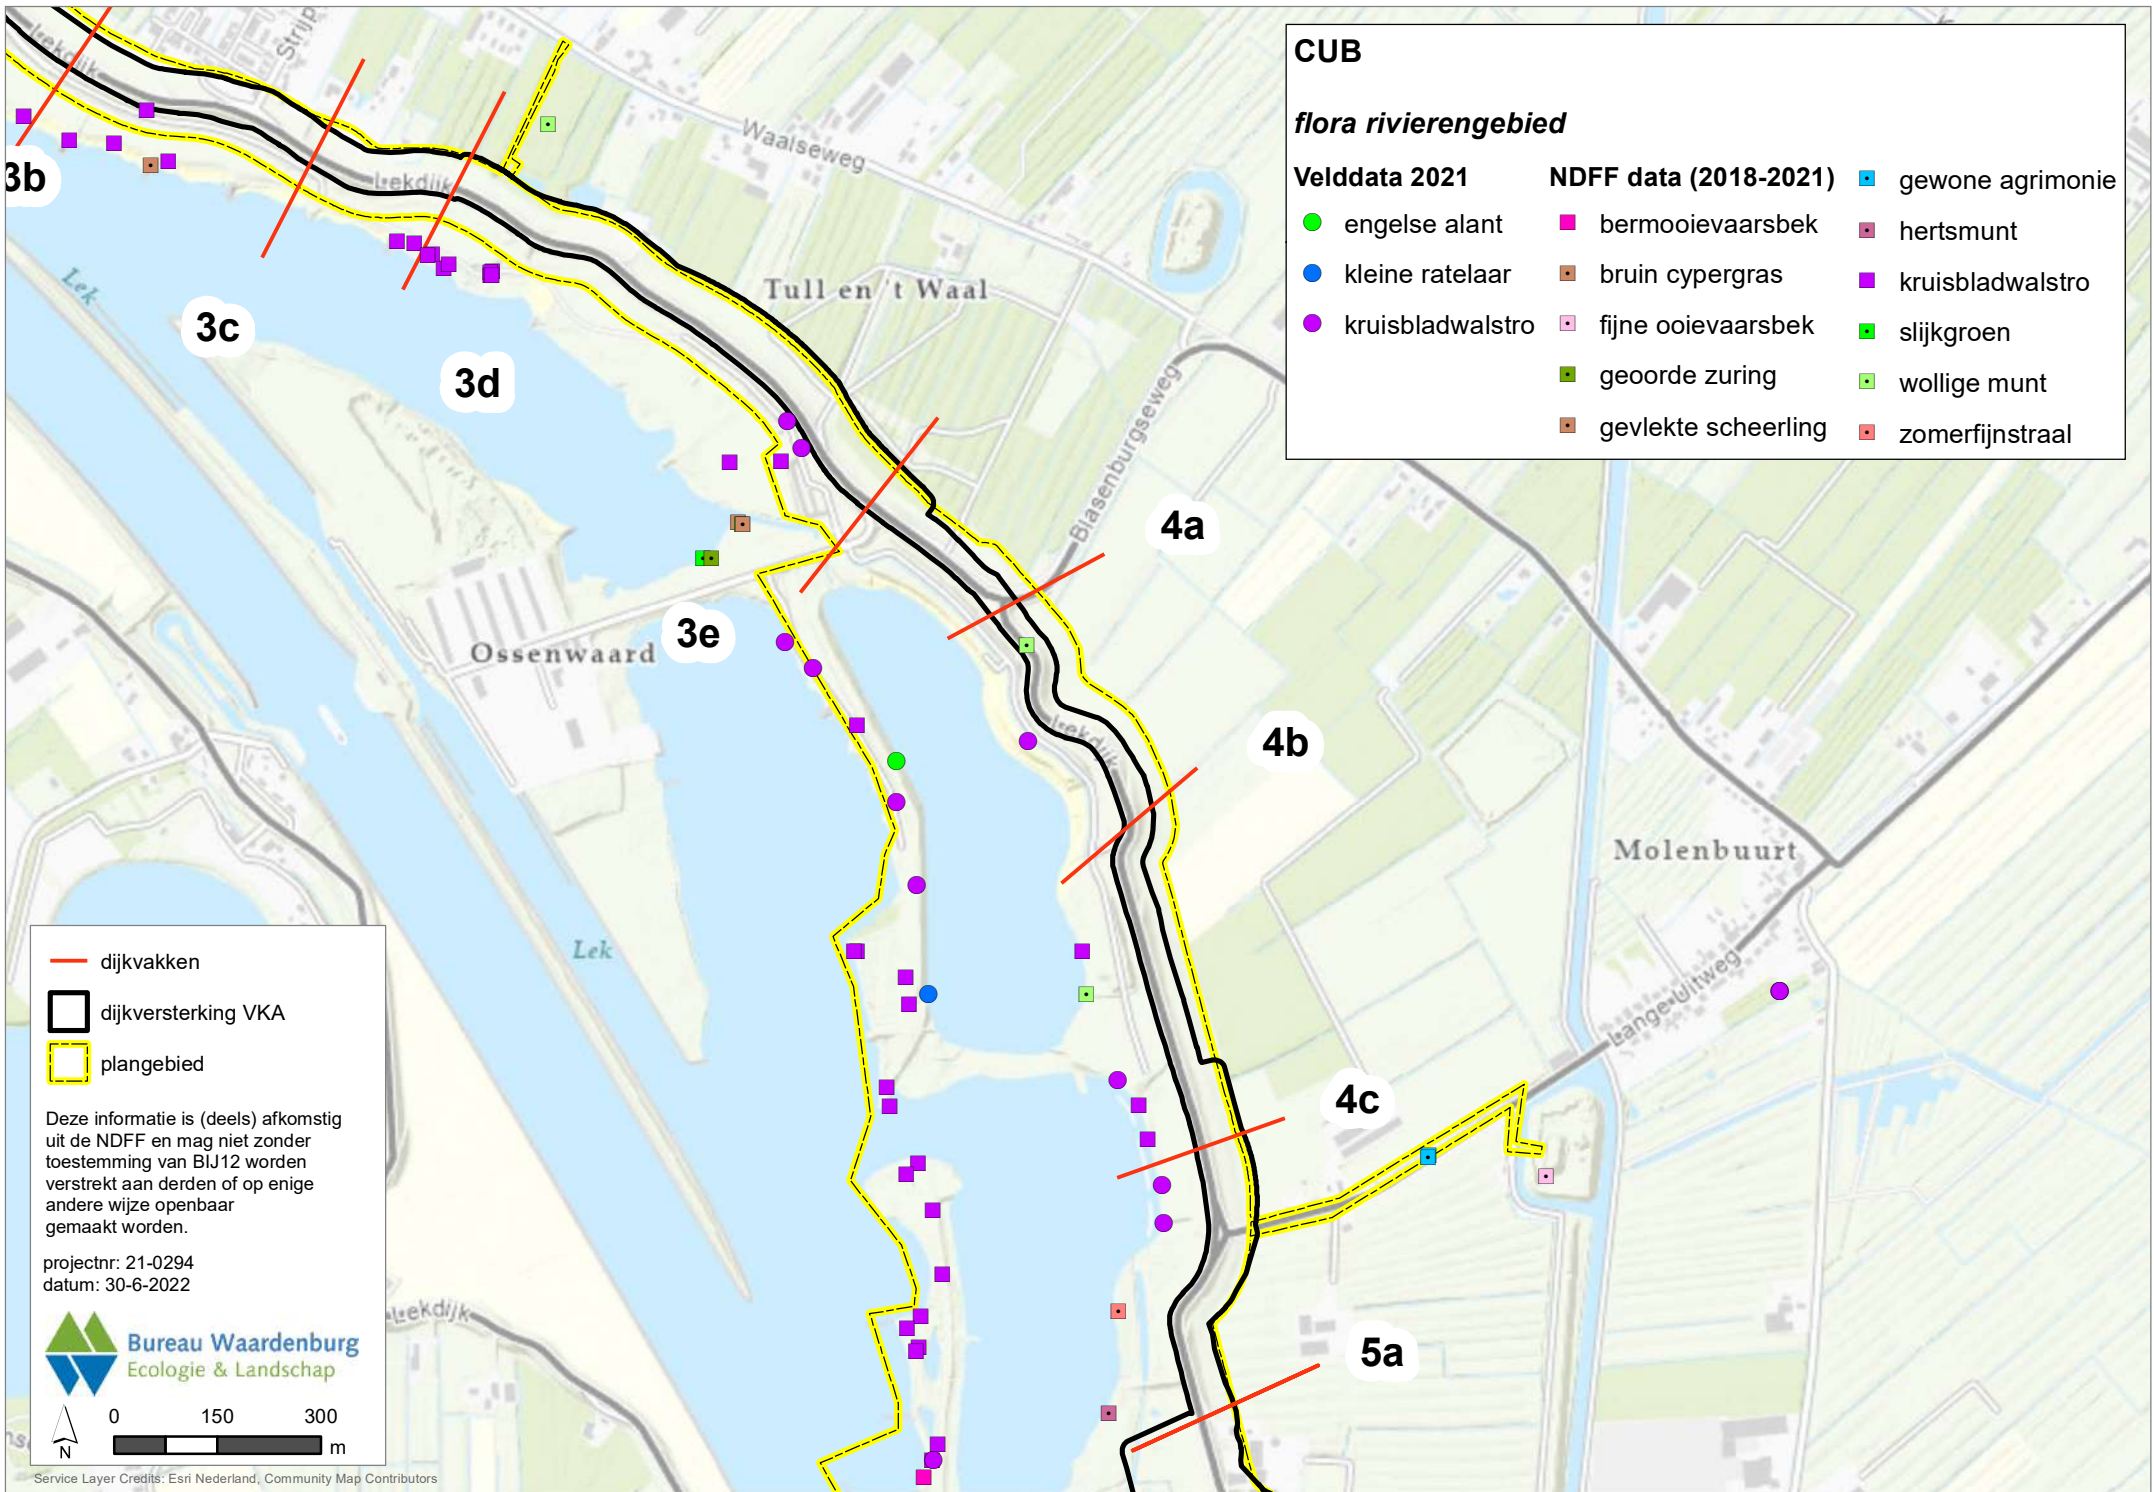 CUB
flora rivierengebied
Velddata 2021
engelse alant
kleine ratelaar
kruisbladwalstro
NDFF data (2018-2021)
bermooievaarsbek
bruin cypergras
fijne ooievaarsbek
geoorde zuring
gevlekte scheerling
gewone agrimonie
hertsmunt
kruisbladwalstro
slijkgroen
wollige munt
zomerfijnstraal
Lekdijk
Strijp
Waalseweg
3b
Lekdijk
Lek
3c
Tull en 't Waal
3d
Blasenburgseweg
4a
3e
Ossenwaard
Lekdijk
4b
Molenbuurt
Lek
Lange Uitweg
4c
Lekdijk
5a
dijkvakken
dijkversterking VKA
plangebied
Deze informatie is (deels) afkomstig
uit de NDFF en mag niet zonder
toestemming van BIJ12 worden
verstrekt aan derden of op enige
andere wijze openbaar
gemaakt worden.
projectnr: 21-0294
datum: 30-6-2022
Bureau Waardenburg
Ecologie & Landschap
N
0 150 300
m
Service Layer Credits: Esri Nederland, Community Map Contributors